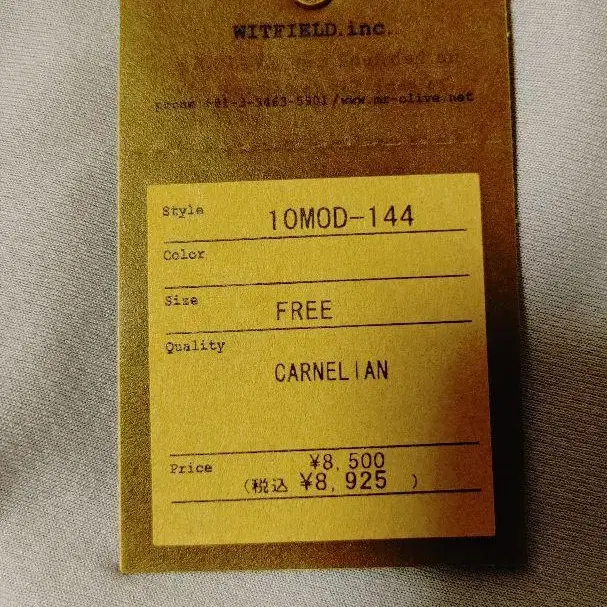 WITFIELD.inc.
phone +81-3-5463-5901/www.mr-olive.net
Style 10MOD-144
Color
Size FREE
Quality
CARNELIAN
Price ¥8,500
(税込 ¥8,925 )